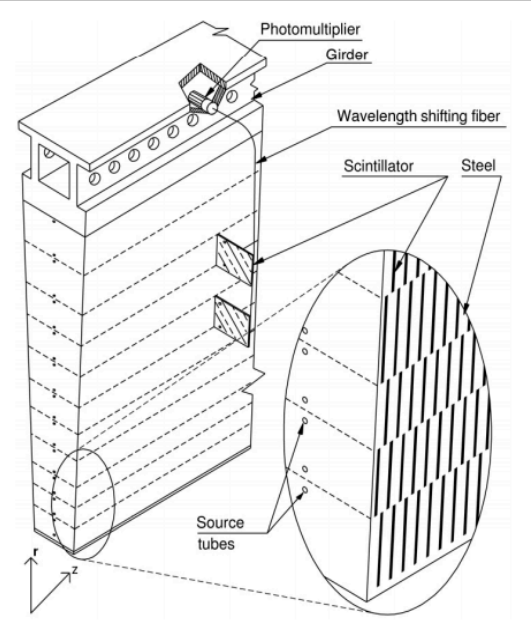 Photomultiplier
Girder
Wavelength shifting fiber
Scintillator
Steel
Source
tubes
r
z